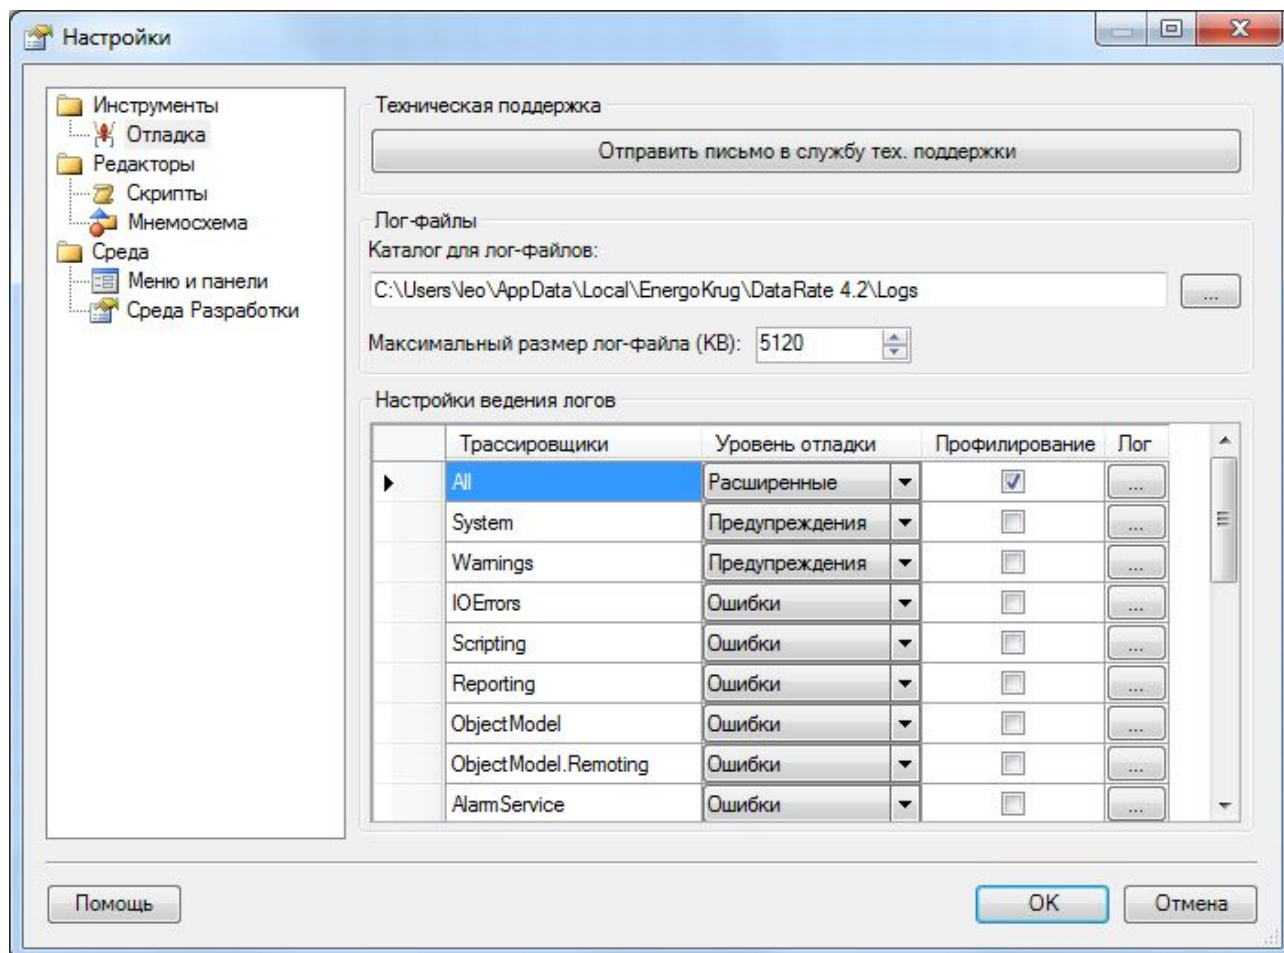 Настройки
Инструменты
Отладка
Редакторы
Скрипты
Мнемосхема
Среда
Меню и панели
Среда Разработки
Техническая поддержка
Отправить письмо в службу тех. поддержки
Лог-файлы
Каталог для лог-файлов:
C:\Users\leo\AppData\Local\EnergoKrug\DataRate 4.2\Logs ...
Максимальный размер лог-файла (KB): 5120
Настройки ведения логов
Трассировщики Уровень отладки Профилирование Лог
All Расширенные ...
System Предупреждения ...
Warnings Предупреждения ...
IOErrors Ошибки ...
Scripting Ошибки ...
Reporting Ошибки ...
ObjectModel Ошибки ...
ObjectModel.Remoting Ошибки ...
AlarmService Ошибки ...
Помощь OK Отмена